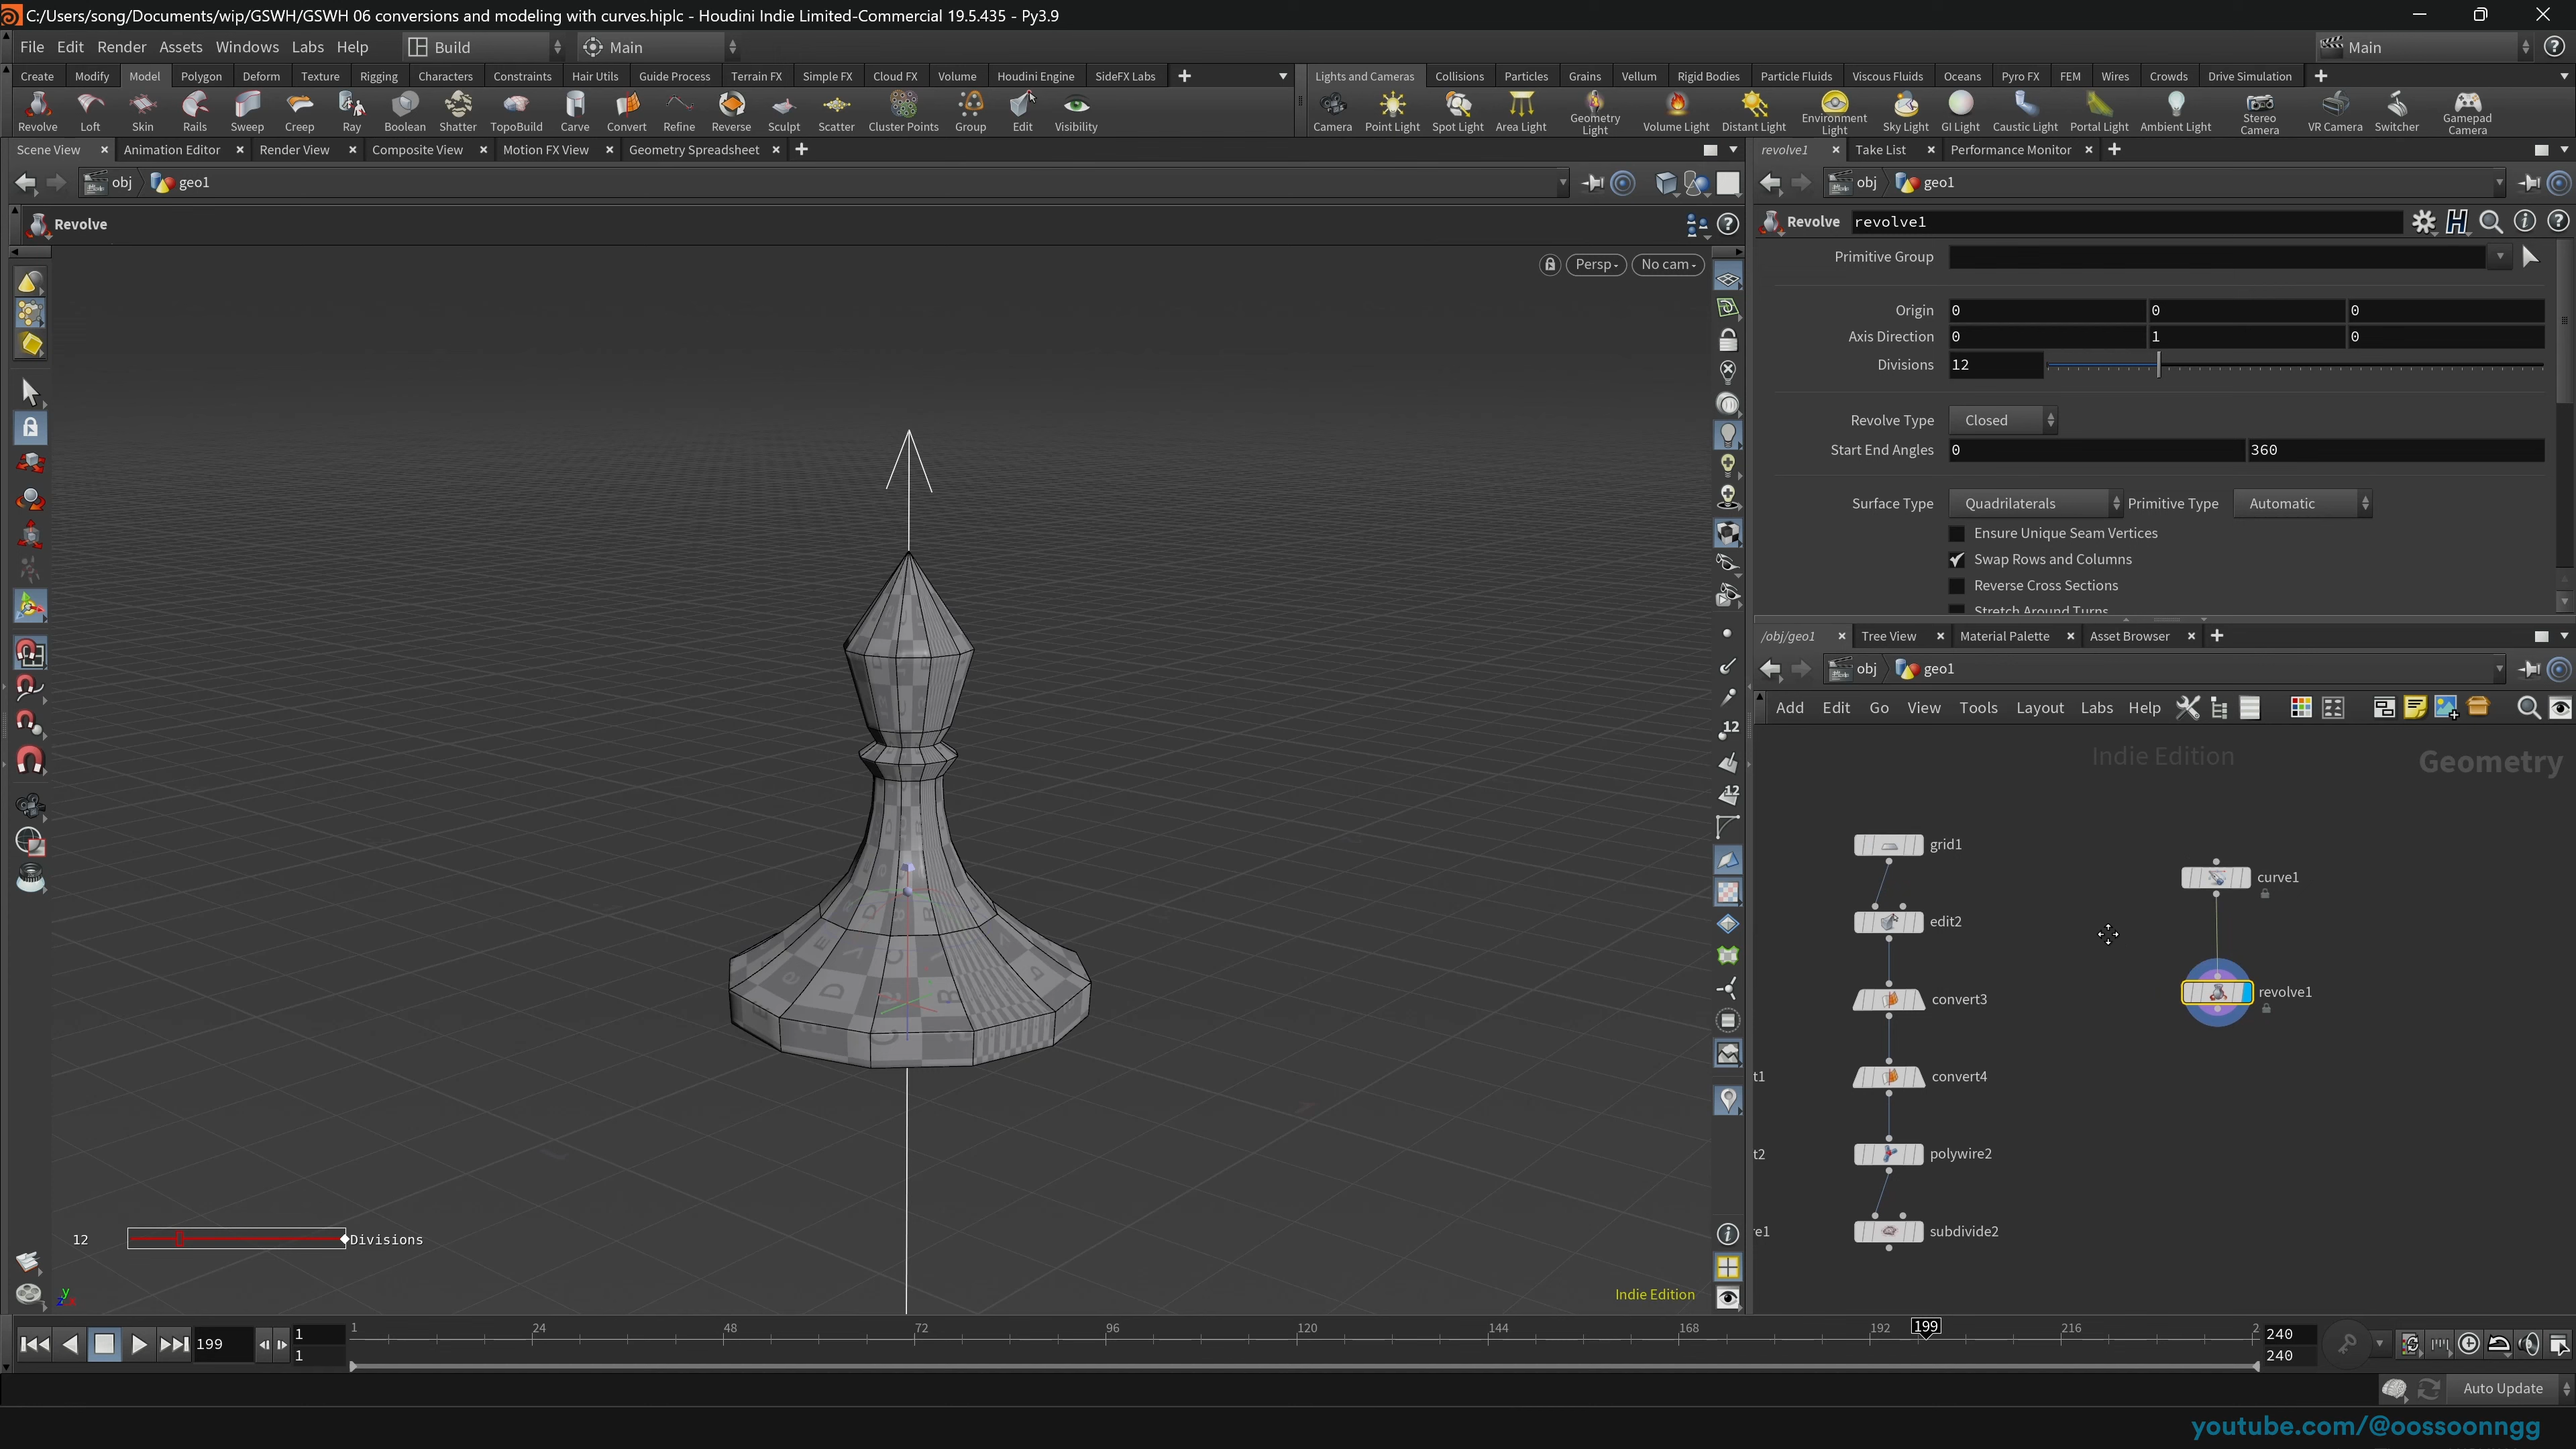 C:/Users/song/Documents/wip/GSWH/GSWH 06 conversions and modeling with curves.hiplc - Houdini Indie Limited-Commercial 19.5.435 - Py3.9
File Edit Render Assets Windows Labs Help Build Main Main
Create Modify Model Polygon Deform Texture Rigging Characters Constraints Hair Utils Guide Process Terrain FX Simple FX Cloud FX Volume Houdini Engine SideFX Labs
Lights and Cameras Collisions Particles Grains Vellum Rigid Bodies Particle Fluids Viscous Fluids Oceans Pyro FX FEM Wires Crowds Drive Simulation
Revolve Loft Skin Rails Sweep Creep Ray Boolean Shatter TopoBuild Carve Convert Refine Reverse Sculpt Scatter Cluster Points Group Edit Visibility
Camera Point Light Spot Light Area Light Geometry Light Volume Light Distant Light Environment Light Sky Light GI Light Caustic Light Portal Light Ambient Light Stereo Camera VR Camera Switcher Gamepad Camera
Scene View Animation Editor Render View Composite View Motion FX View Geometry Spreadsheet
revolve1 Take List Performance Monitor
obj geo1
obj geo1
Revolve
Revolve revolve1
Persp No cam
Primitive Group
Origin 0 0 0
Axis Direction 0 1 0
Divisions 12
Revolve Type Closed
Start End Angles 0 360
Surface Type Quadrilaterals Primitive Type Automatic
Ensure Unique Seam Vertices
Swap Rows and Columns
Reverse Cross Sections
Stretch Around Turns
/obj/geo1 Tree View Material Palette Asset Browser
obj geo1
Add Edit Go View Tools Layout Labs Help
Indie Edition Geometry
12
12
grid1
curve1
edit2
revolve1
convert3
t1 convert4
t2 polywire2
re1 subdivide2
12 Divisions
y
z x
Indie Edition
199 1 1
1 24 48 72 96 120 144 168 192 199 216 2
240
240
Auto Update
youtube.com/@oossoonngg